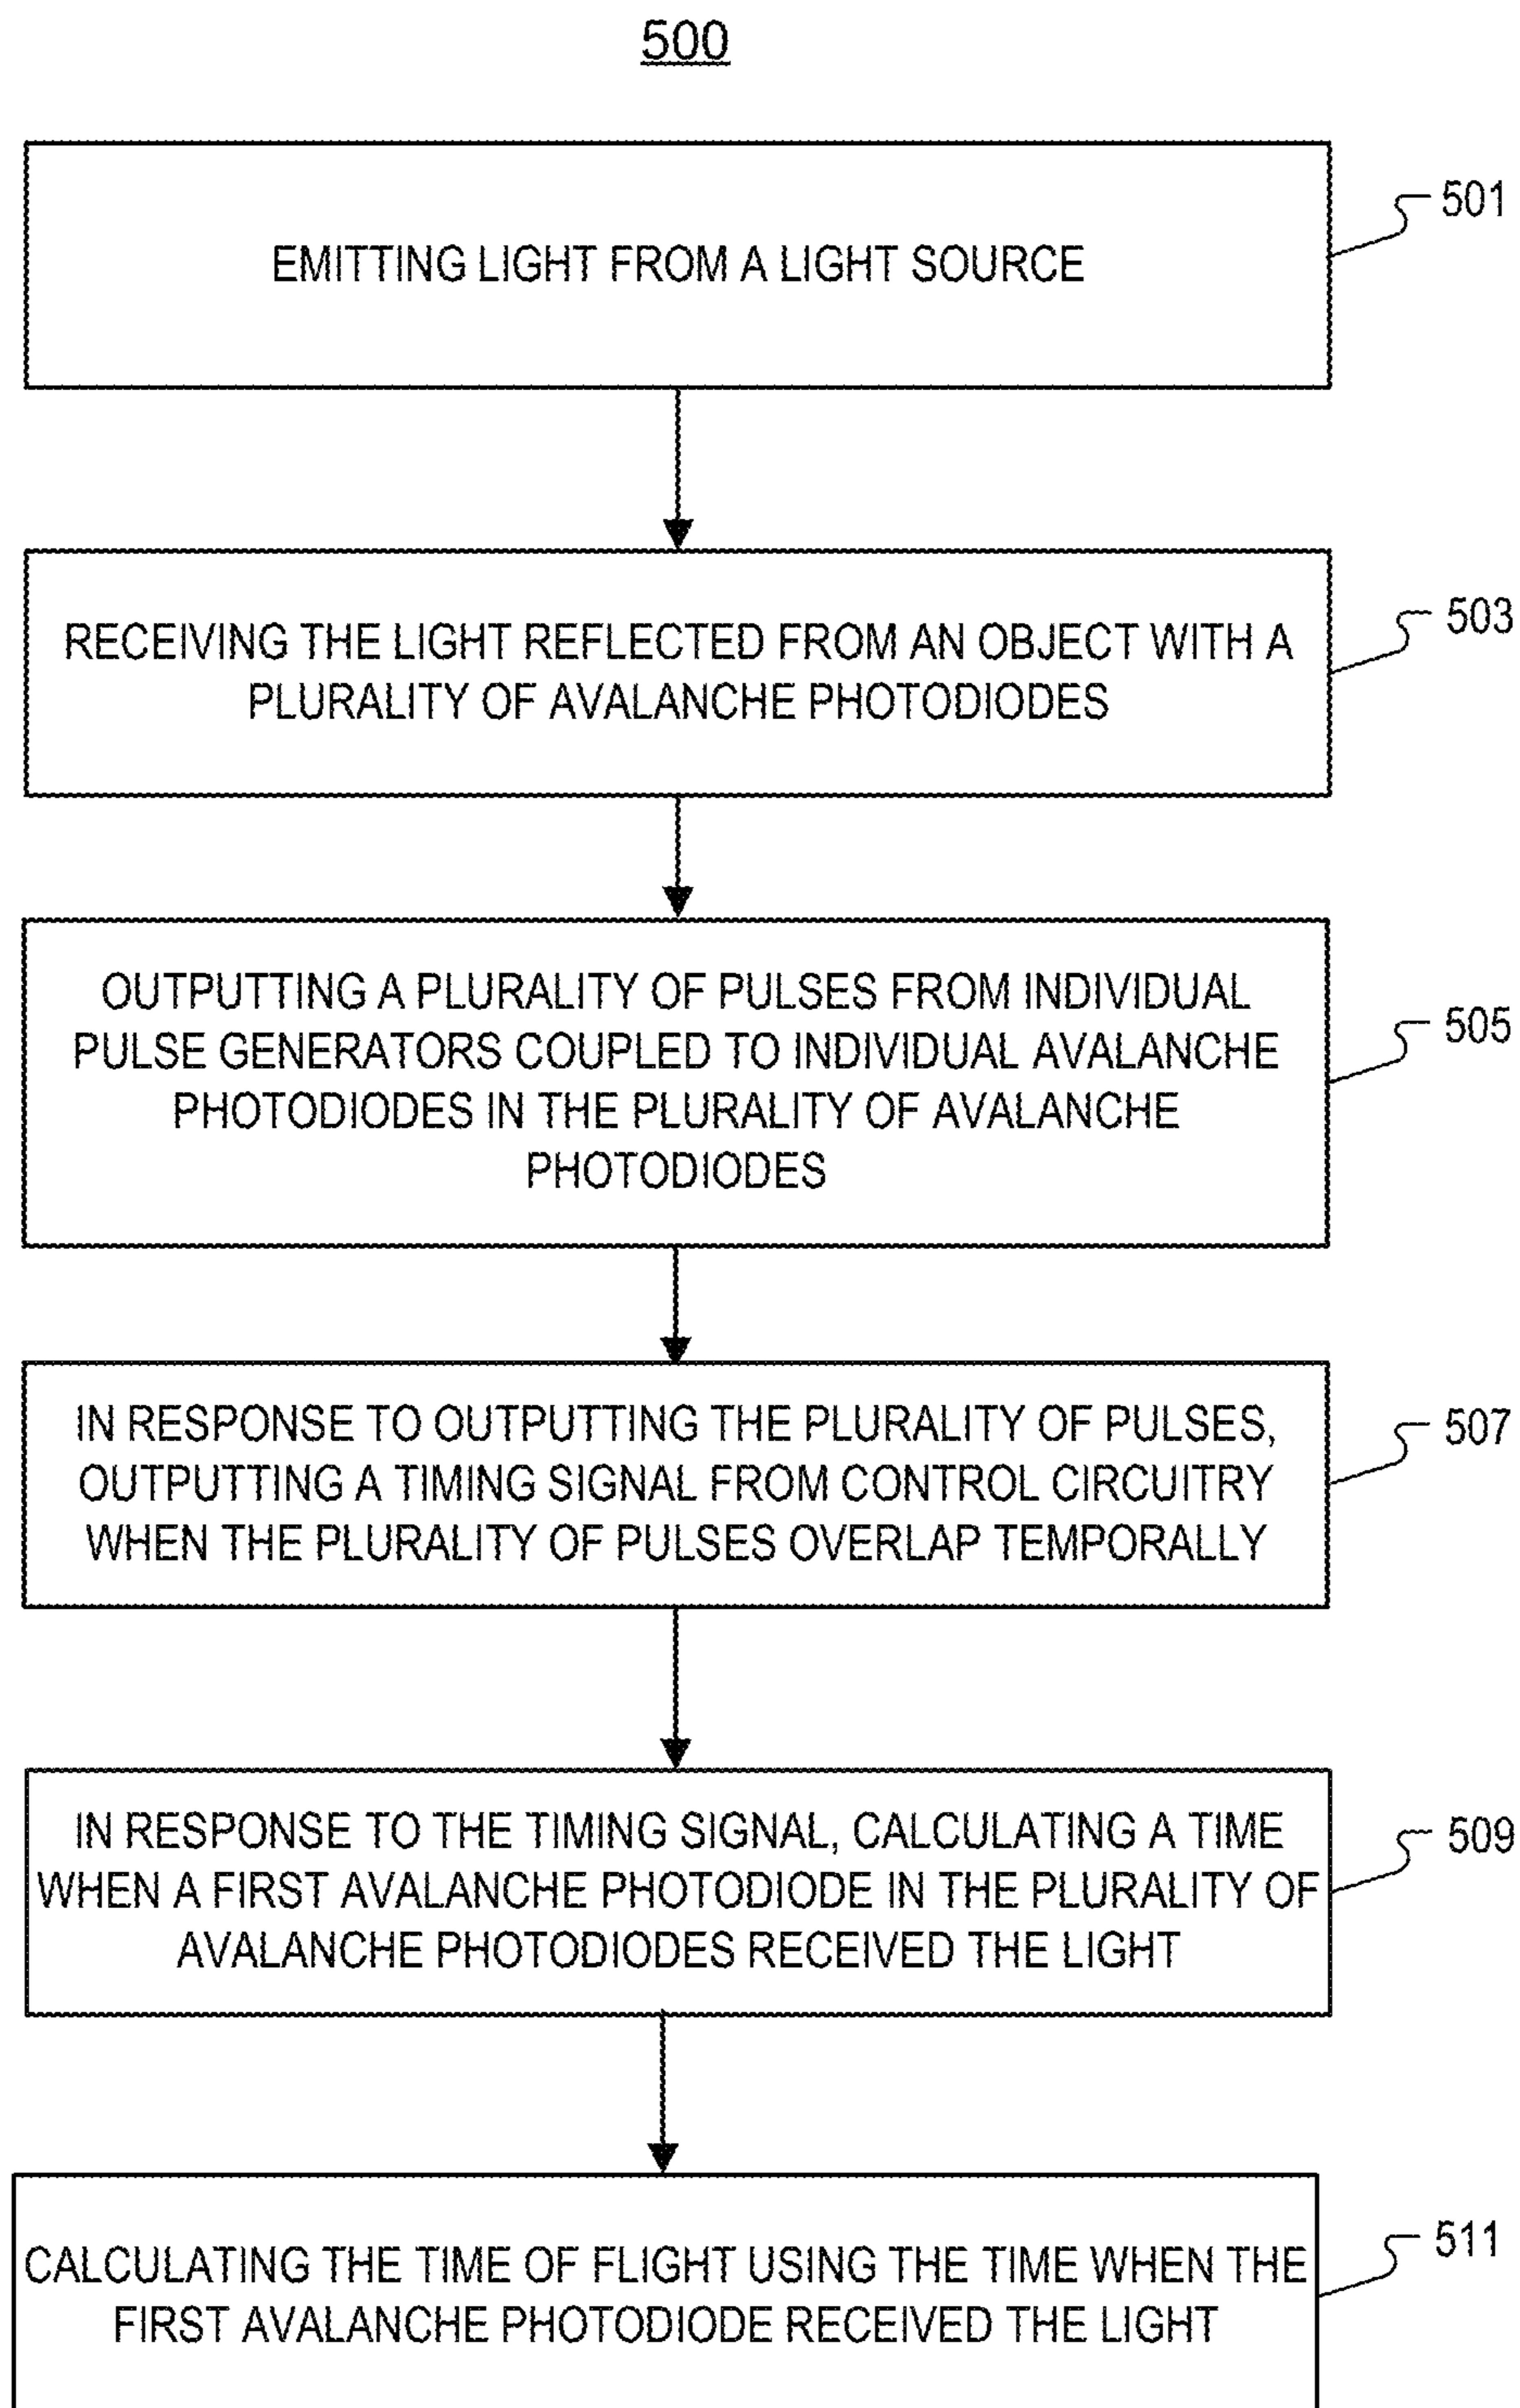 500
EMITTING LIGHT FROM A LIGHT SOURCE
501
RECEIVING THE LIGHT REFLECTED FROM AN OBJECT WITH A
PLURALITY OF AVALANCHE PHOTODIODES
503
OUTPUTTING A PLURALITY OF PULSES FROM INDIVIDUAL
PULSE GENERATORS COUPLED TO INDIVIDUAL AVALANCHE
PHOTODIODES IN THE PLURALITY OF AVALANCHE
PHOTODIODES
505
IN RESPONSE TO OUTPUTTING THE PLURALITY OF PULSES,
OUTPUTTING A TIMING SIGNAL FROM CONTROL CIRCUITRY
WHEN THE PLURALITY OF PULSES OVERLAP TEMPORALLY
507
IN RESPONSE TO THE TIMING SIGNAL, CALCULATING A TIME
WHEN A FIRST AVALANCHE PHOTODIODE IN THE PLURALITY OF
AVALANCHE PHOTODIODES RECEIVED THE LIGHT
509
CALCULATING THE TIME OF FLIGHT USING THE TIME WHEN THE
FIRST AVALANCHE PHOTODIODE RECEIVED THE LIGHT
511